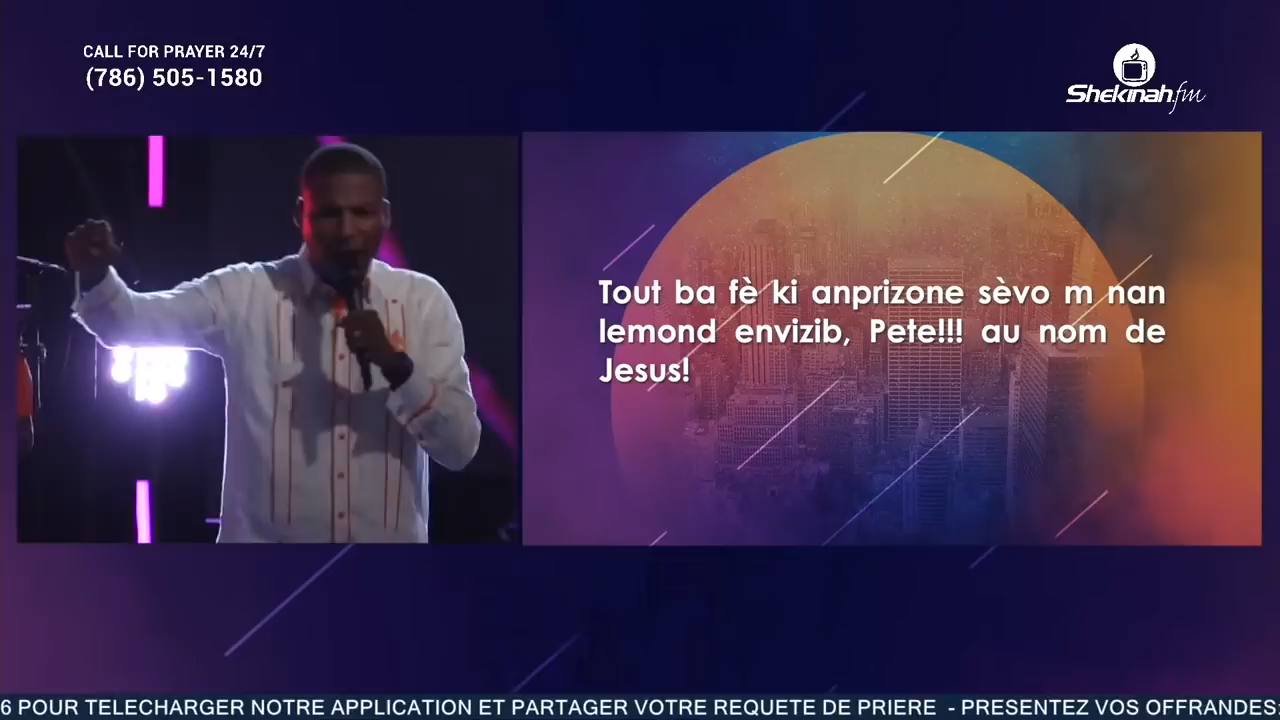 CALL FOR PRAYER 24/7
(786) 505-1580
Shekinah.fm
Tout ba fè ki anprizone sèvo m nan
lemond envizib, Pete!!! au nom de
Jesus!
6 POUR TELECHARGER NOTRE APPLICATION ET PARTAGER VOTRE REQUETE DE PRIERE - PRESENTEZ VOS OFFRANDES